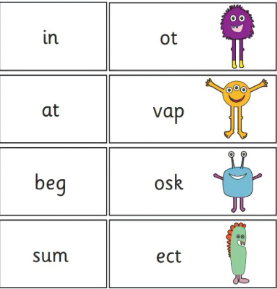 in ot
at vap
beg osk
sum ect